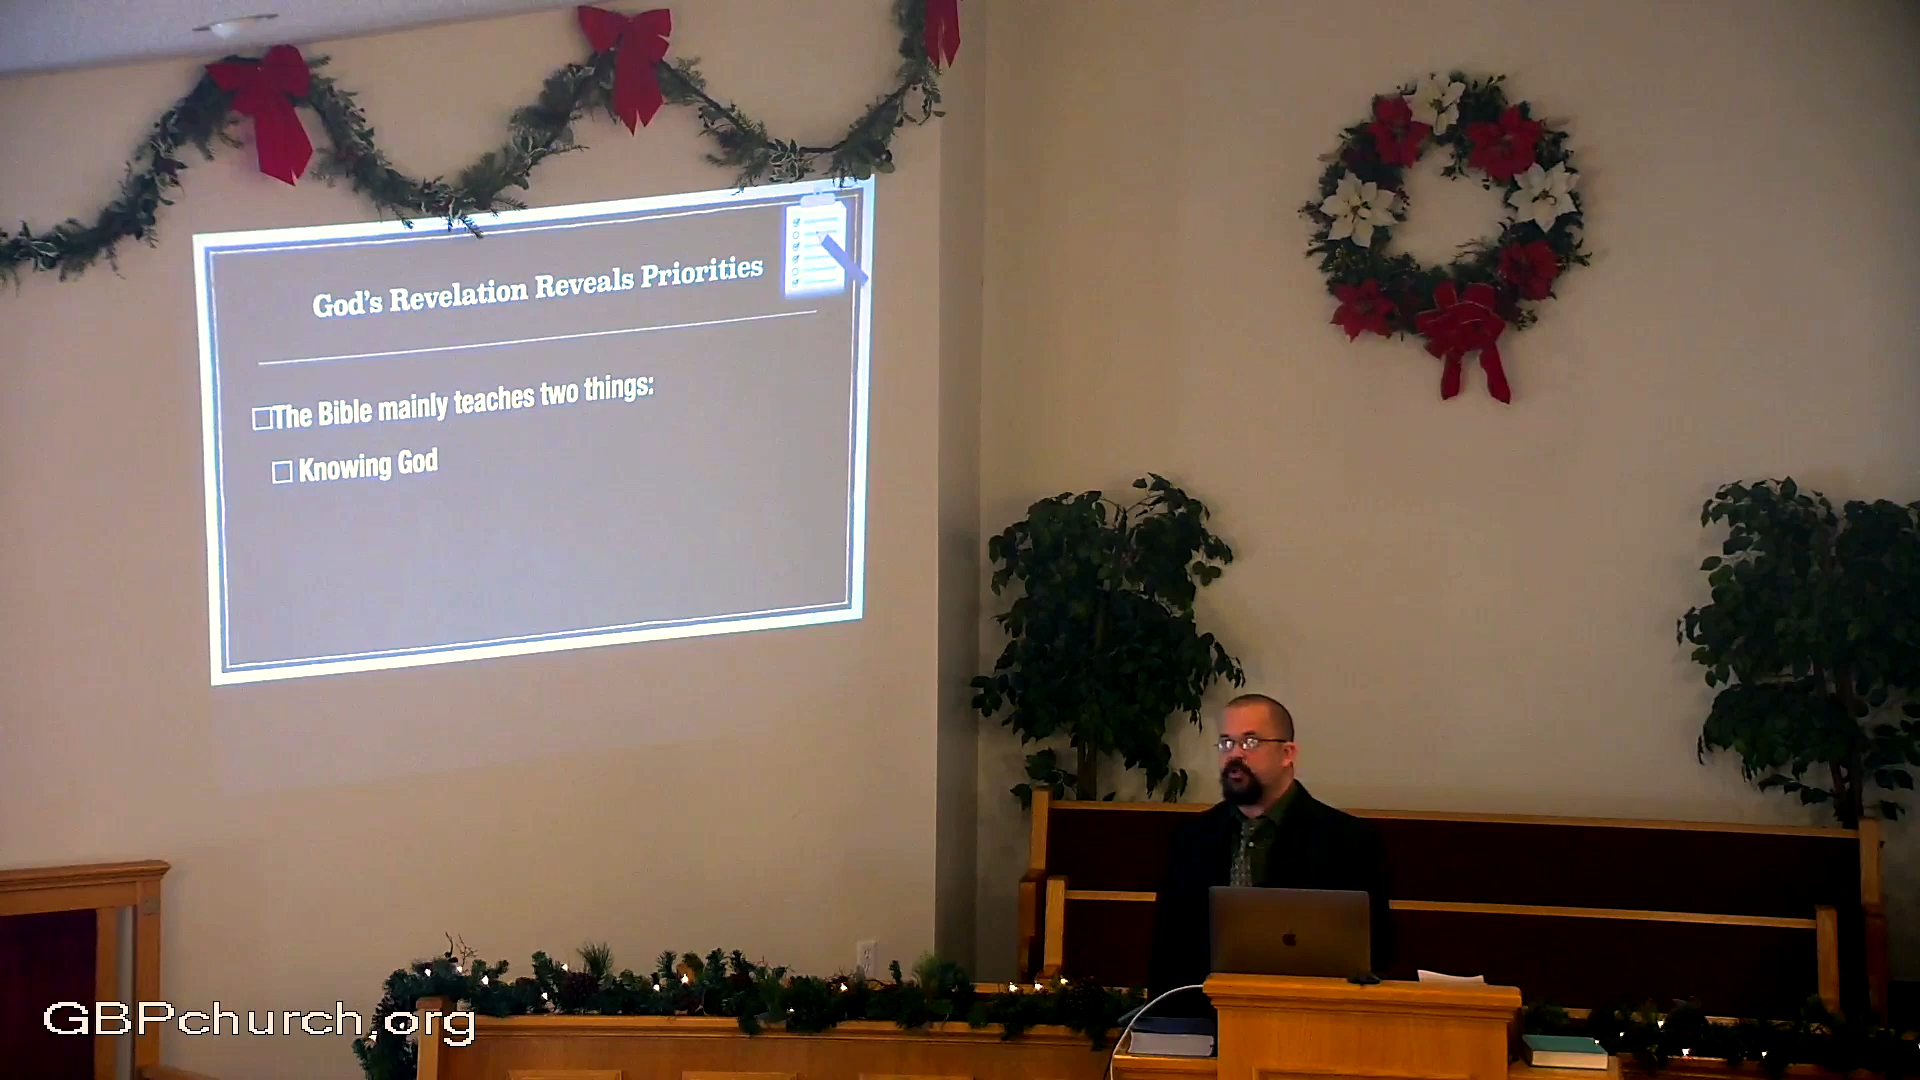 God's Revelation Reveals Priorities
The Bible mainly teaches two things:
Knowing God
GBPchurch.org